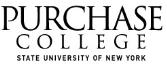 PURCHASE
COLLEGE
STATE UNIVERSITY OF NEW YORK